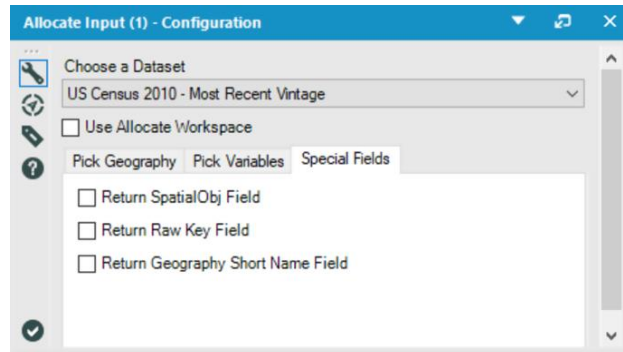 Allocate Input (1) - Configuration
Choose a Dataset
US Census 2010 - Most Recent Vintage
Use Allocate Workspace
Pick Geography Pick Variables Special Fields
Return SpatialObj Field
Return Raw Key Field
Return Geography Short Name Field